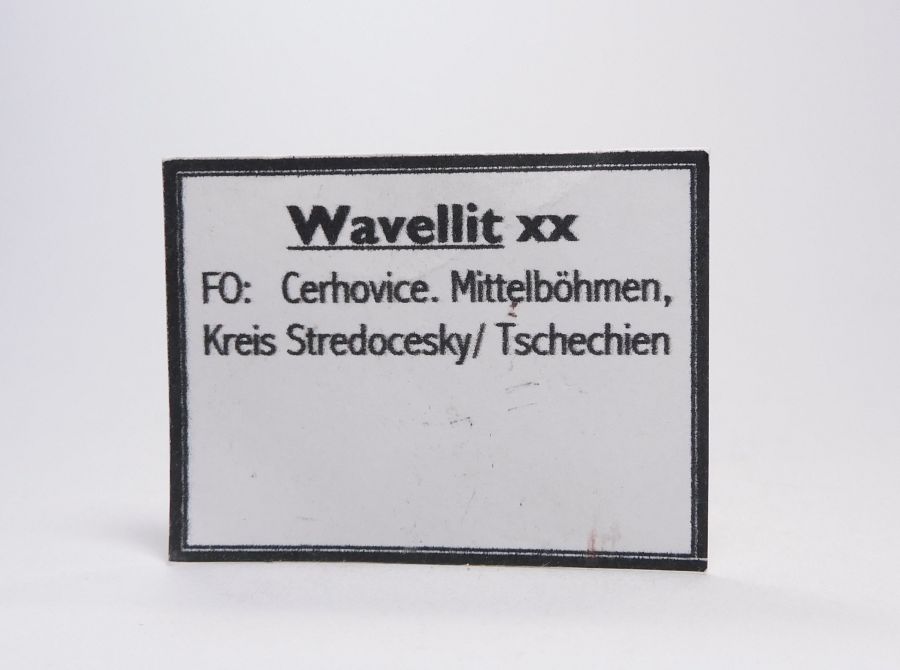 Wavellit xx
FO: Cerhovice. Mittelböhmen,
Kreis Stredocesky/ Tschechien